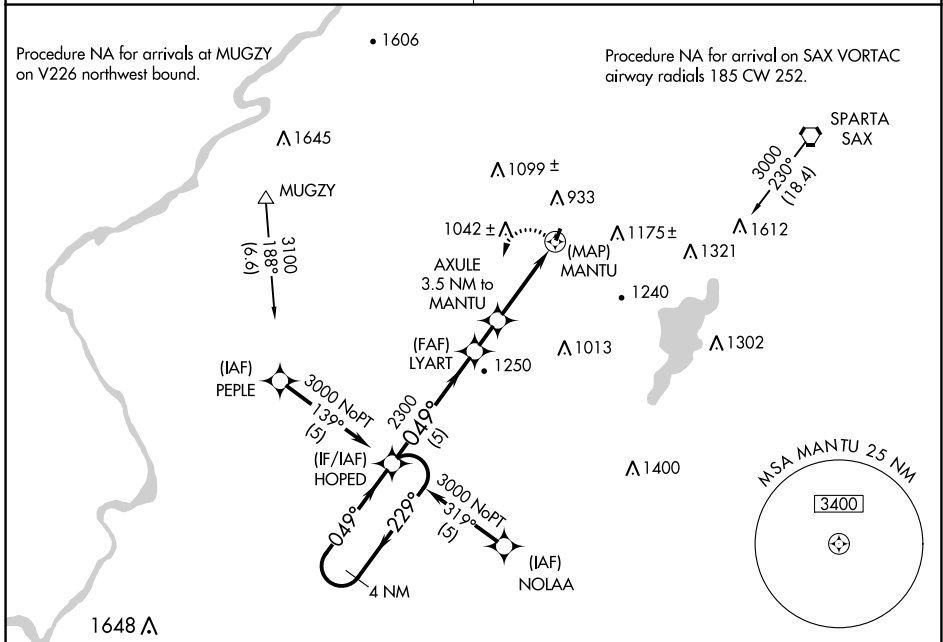 Procedure NA for arrivals at MUGZY
on V226 northwest bound.
1606
Procedure NA for arrival on SAX VORTAC
airway radials 185 CW 252.
SPARTA
SAX
1645
3000
230°
(18.4)
1099 ±
MUGZY
933
1042 ±
1175 ±
1612
(MAP)
MANTU
1321
3100
188°
(6.6)
AXULE
3.5 NM to
MANTU
1240
(FAF)
LYART
1013
1302
1250
(IAF)
PEPLE
3000 NoPT
139°
(5)
2300
049°
(5)
(IF/IAF)
HOPED
1400
MSA MANTU 25 NM
3400
3000 NoPT
319°
(5)
049°
229°
(IAF)
NOLAA
4 NM
1648